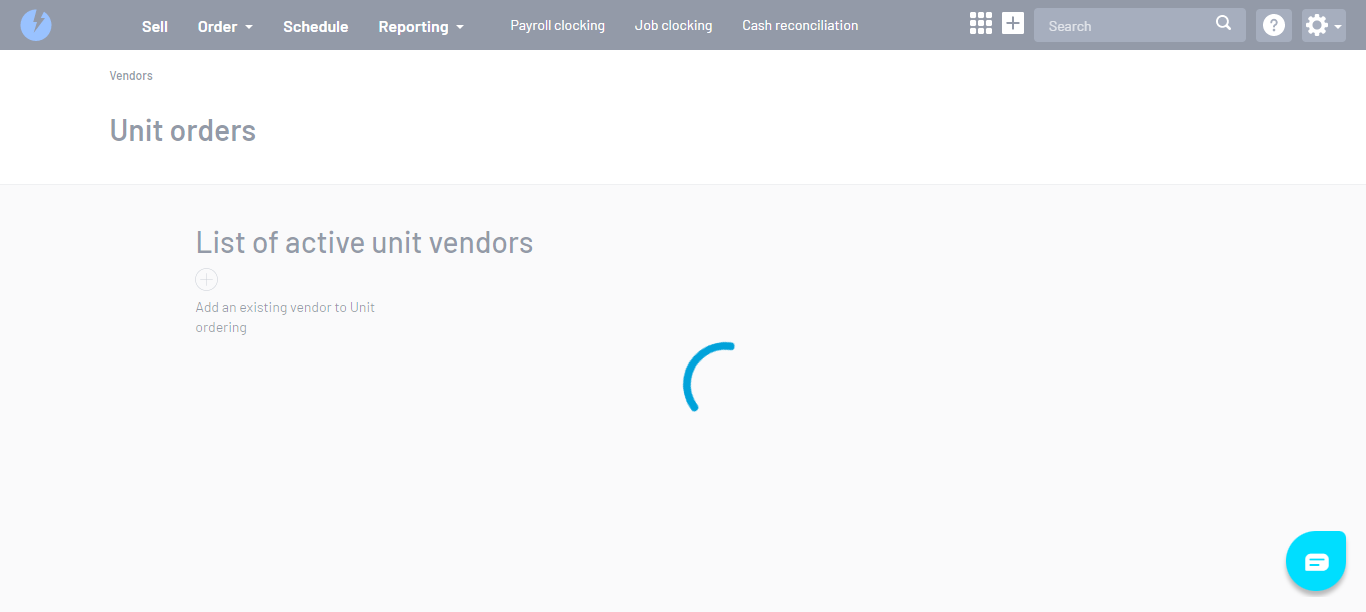 Sell Order Schedule Reporting Payroll clocking Job clocking Cash reconciliation Search
Vendors
Unit orders
List of active unit vendors
Add an existing vendor to Unit
ordering